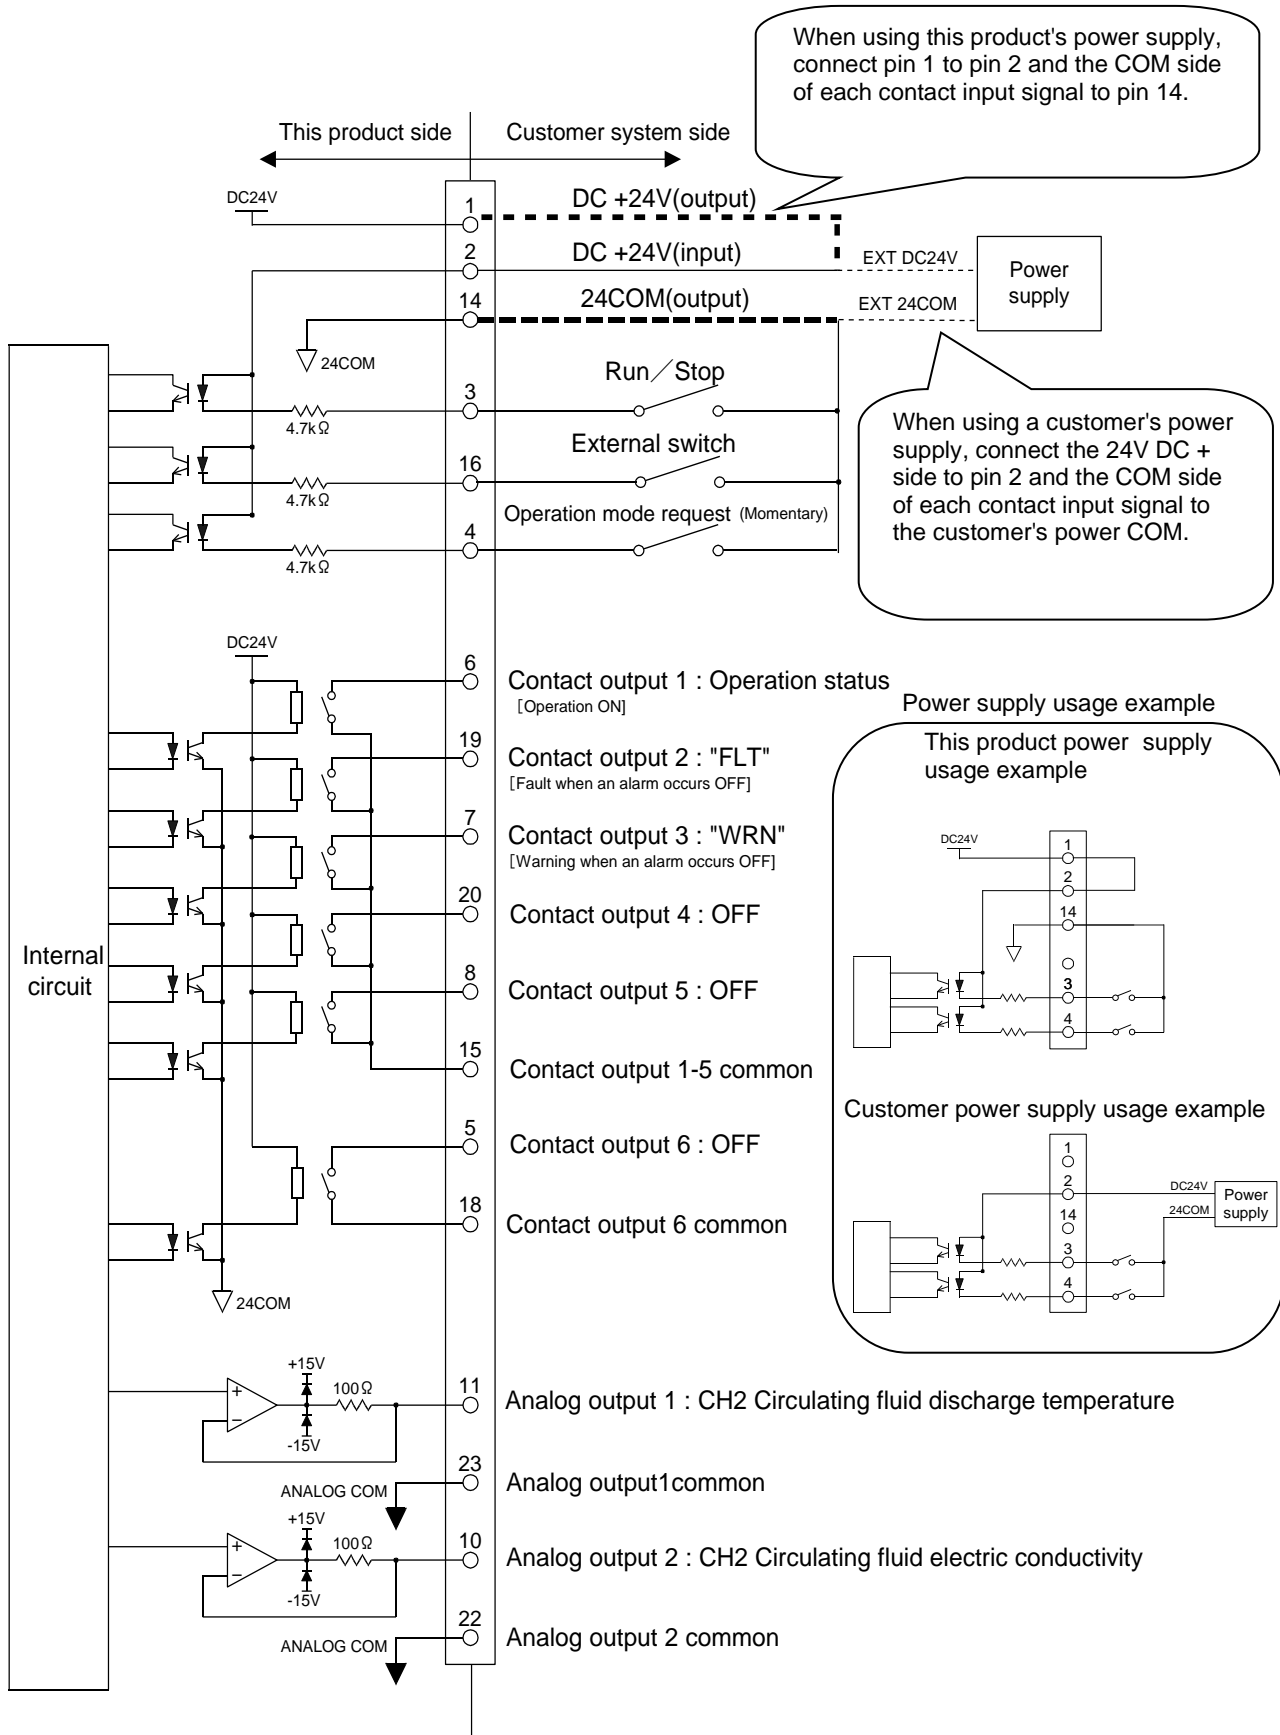 When using this product's power supply,
connect pin 1 to pin 2 and the COM side
of each contact input signal to pin 14.
This product side
Customer system side
DC24V
1
DC +24V(output)
2
DC +24V(input)
EXT DC24V
Power
supply
14
24COM(output)
EXT 24COM
24COM
3
Run／Stop
4.7kΩ
When using a customer's power
supply, connect the 24V DC +
side to pin 2 and the COM side
of each contact input signal to
the customer's power COM.
16
External switch
4.7kΩ
4
Operation mode request (Momentary)
4.7kΩ
DC24V
6
Contact output 1 : Operation status
[Operation ON]
19
Contact output 2 : "FLT"
[Fault when an alarm occurs OFF]
7
Contact output 3 : "WRN"
[Warning when an alarm occurs OFF]
20
Contact output 4 : OFF
Internal
circuit
8
Contact output 5 : OFF
15
Contact output 1-5 common
5
Contact output 6 : OFF
18
Contact output 6 common
24COM
Power supply usage example
This product power supply
usage example
DC24V
1
2
14
3
4
Customer power supply usage example
1
2
DC24V
Power
supply
14
24COM
3
4
+15V
100Ω
+
−
-15V
11
Analog output 1 : CH2 Circulating fluid discharge temperature
23
ANALOG COM
Analog output1common
+15V
100Ω
+
−
-15V
10
Analog output 2 : CH2 Circulating fluid electric conductivity
22
ANALOG COM
Analog output 2 common